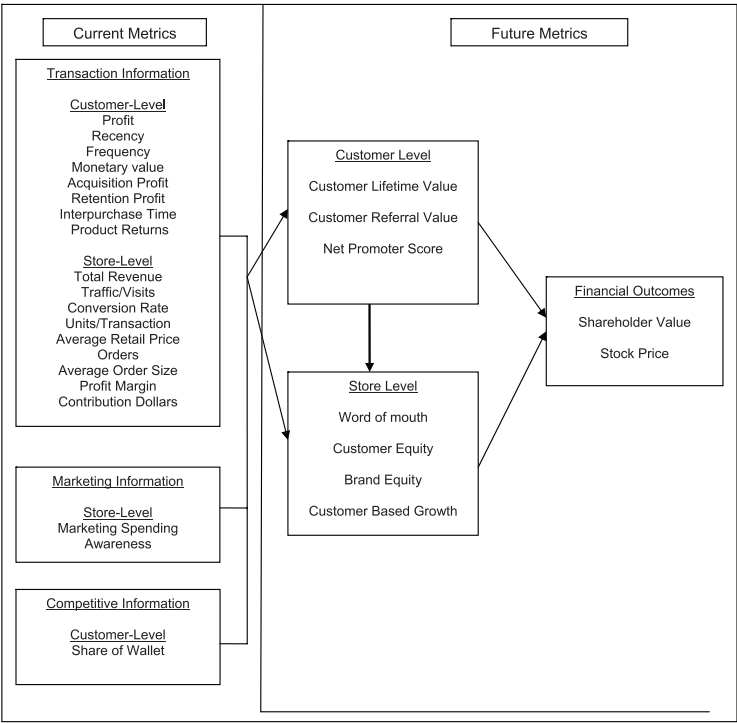 Current Metrics
Future Metrics
Transaction Information
Customer-Level
Profit
Recency
Frequency
Monetary value
Acquisition Profit
Retention Profit
Interpurchase Time
Product Returns
Store-Level
Total Revenue
Traffic/Visits
Conversion Rate
Units/Transaction
Average Retail Price
Orders
Average Order Size
Profit Margin
Contribution Dollars
Marketing Information
Store-Level
Marketing Spending
Awareness
Competitive Information
Customer-Level
Share of Wallet
Customer Level
Customer Lifetime Value
Customer Referral Value
Net Promoter Score
Store Level
Word of mouth
Customer Equity
Brand Equity
Customer Based Growth
Financial Outcomes
Shareholder Value
Stock Price